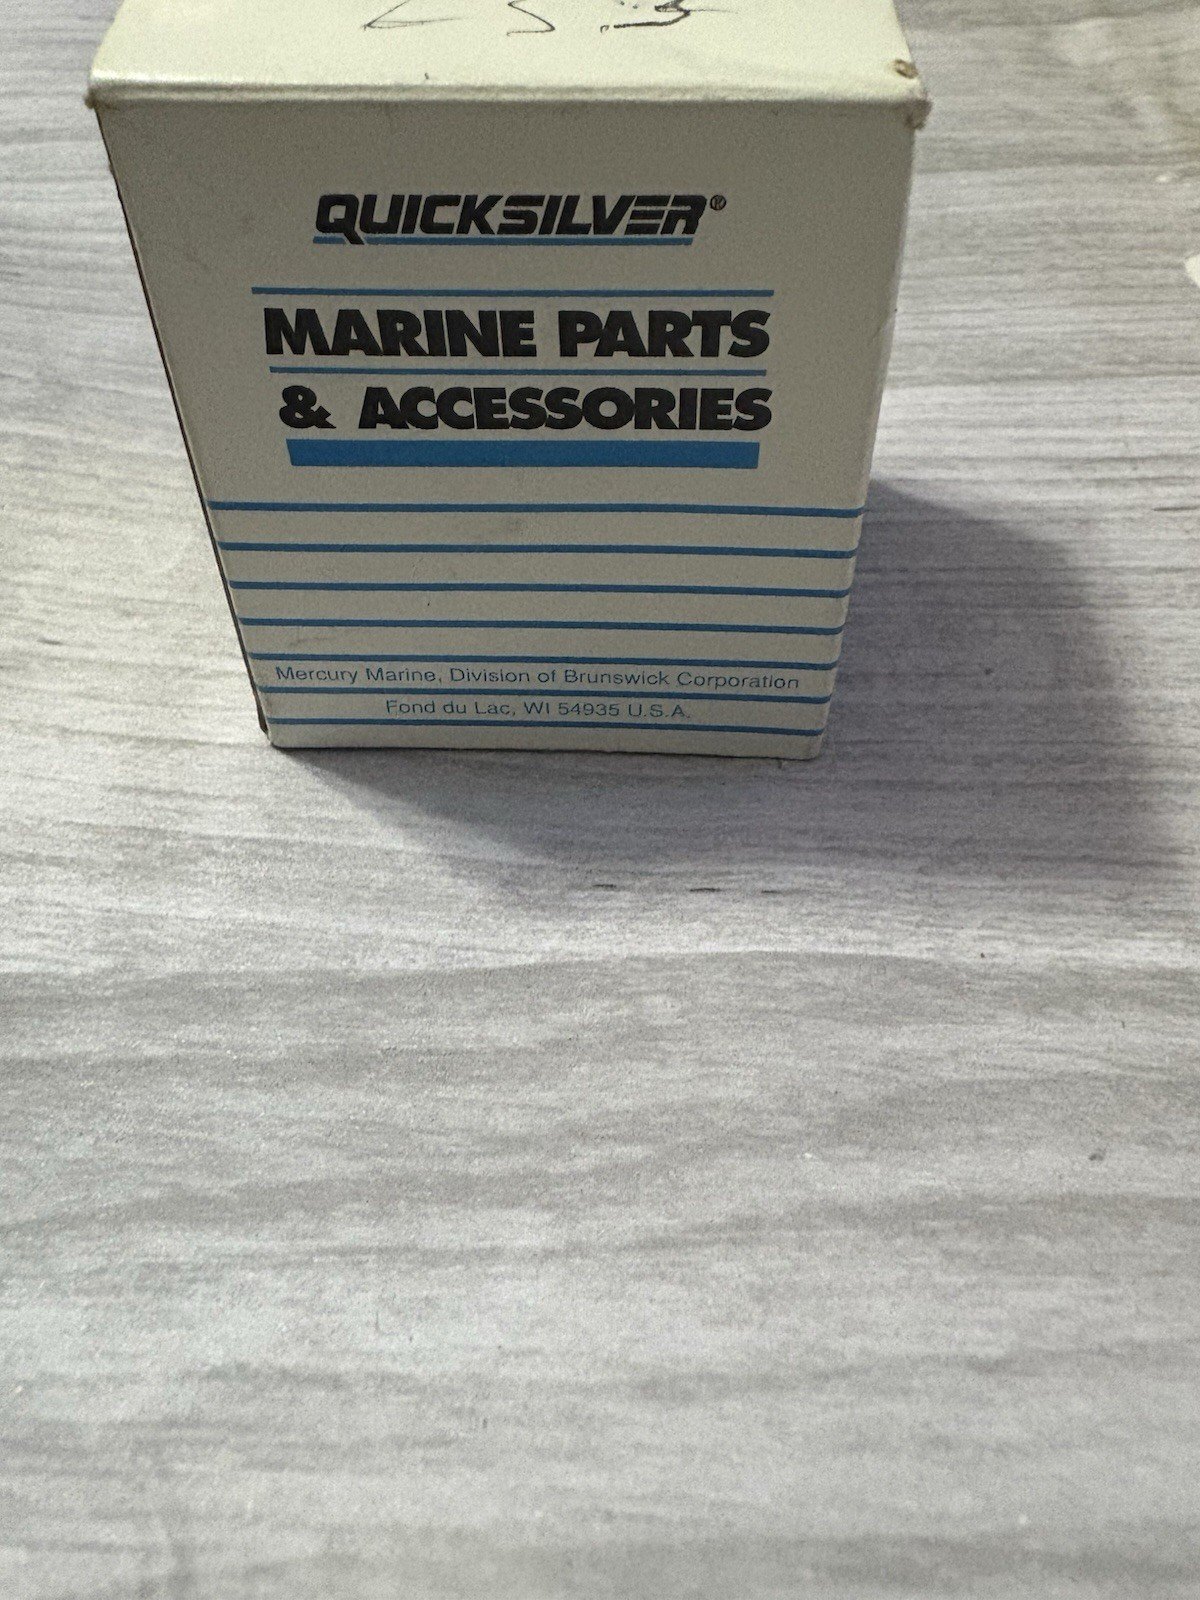 QUICKSILVER®
MARINE PARTS
& ACCESSORIES
Mercury Marine, Division of Brunswick Corporation
Fond du Lac, WI 54935 U.S.A.